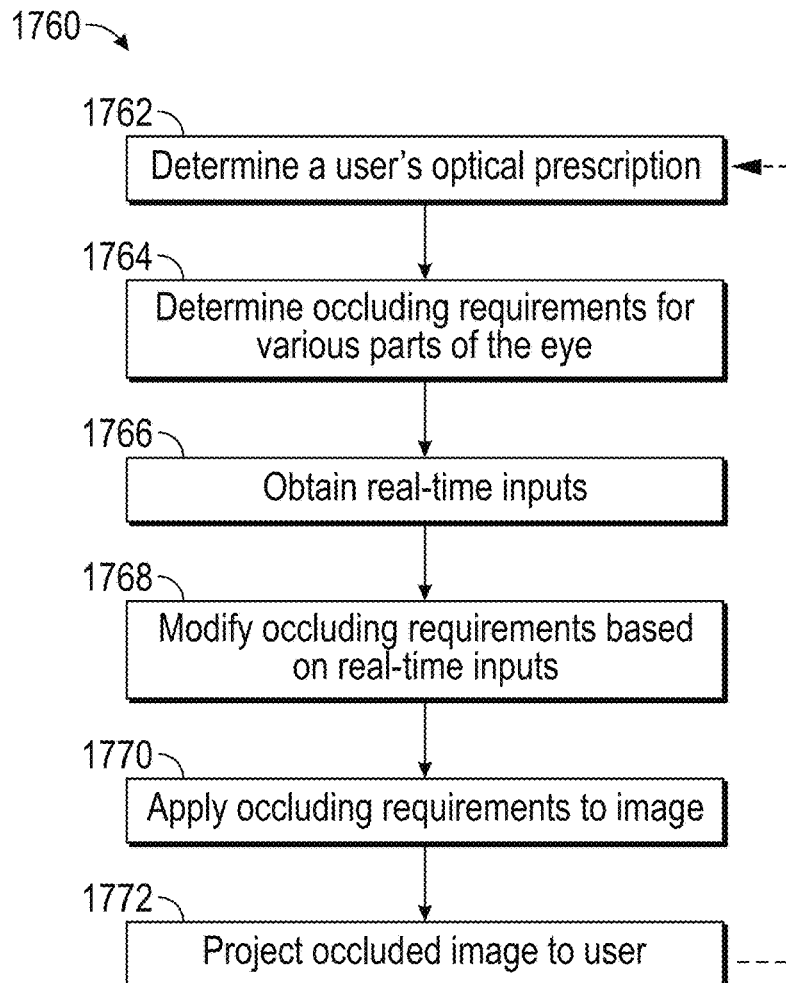 1760
1762
Determine a user's optical prescription
1764
Determine occluding requirements for
various parts of the eye
1766
Obtain real-time inputs
1768
Modify occluding requirements based
on real-time inputs
1770
Apply occluding requirements to image
1772
Project occluded image to user